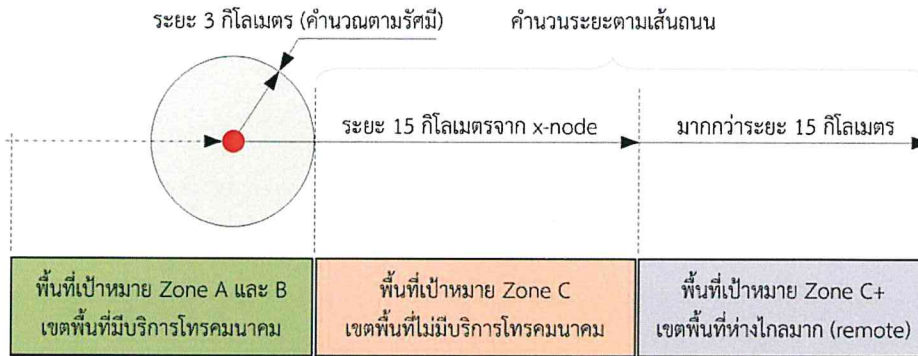 ระยะ 3 กิโลเมตร (คำนวณตามรัศมี)
คำนวนระยะตามเส้นถนน
ระยะ 15 กิโลเมตรจาก x-node
มากกว่าระยะ 15 กิโลเมตร
พื้นที่เป้าหมาย Zone A และ B
เขตพื้นที่มีบริการโทรคมนาคม
พื้นที่เป้าหมาย Zone C
เขตพื้นที่ไม่มีบริการโทรคมนาคม
พื้นที่เป้าหมาย Zone C+
เขตพื้นที่ห่างไกลมาก (remote)